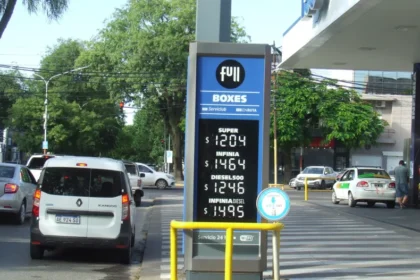 full
BOXES
SUPER
$1204
INFINIA
$1464
DIESEL500
$1246
INFINIA DIESEL
$1495